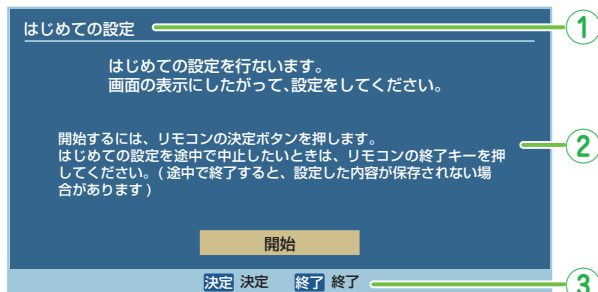 はじめての設定
①
はじめての設定を行ないます。
画面の表示にしたがって、設定をしてください。
開始するには、リモコンの決定ボタンを押します。
はじめての設定を途中で中止したいときは、リモコンの終了キーを押
してください。(途中で終了すると、設定した内容が保存されない場
合があります)
②
開始
決定 決定 終了 終了
③